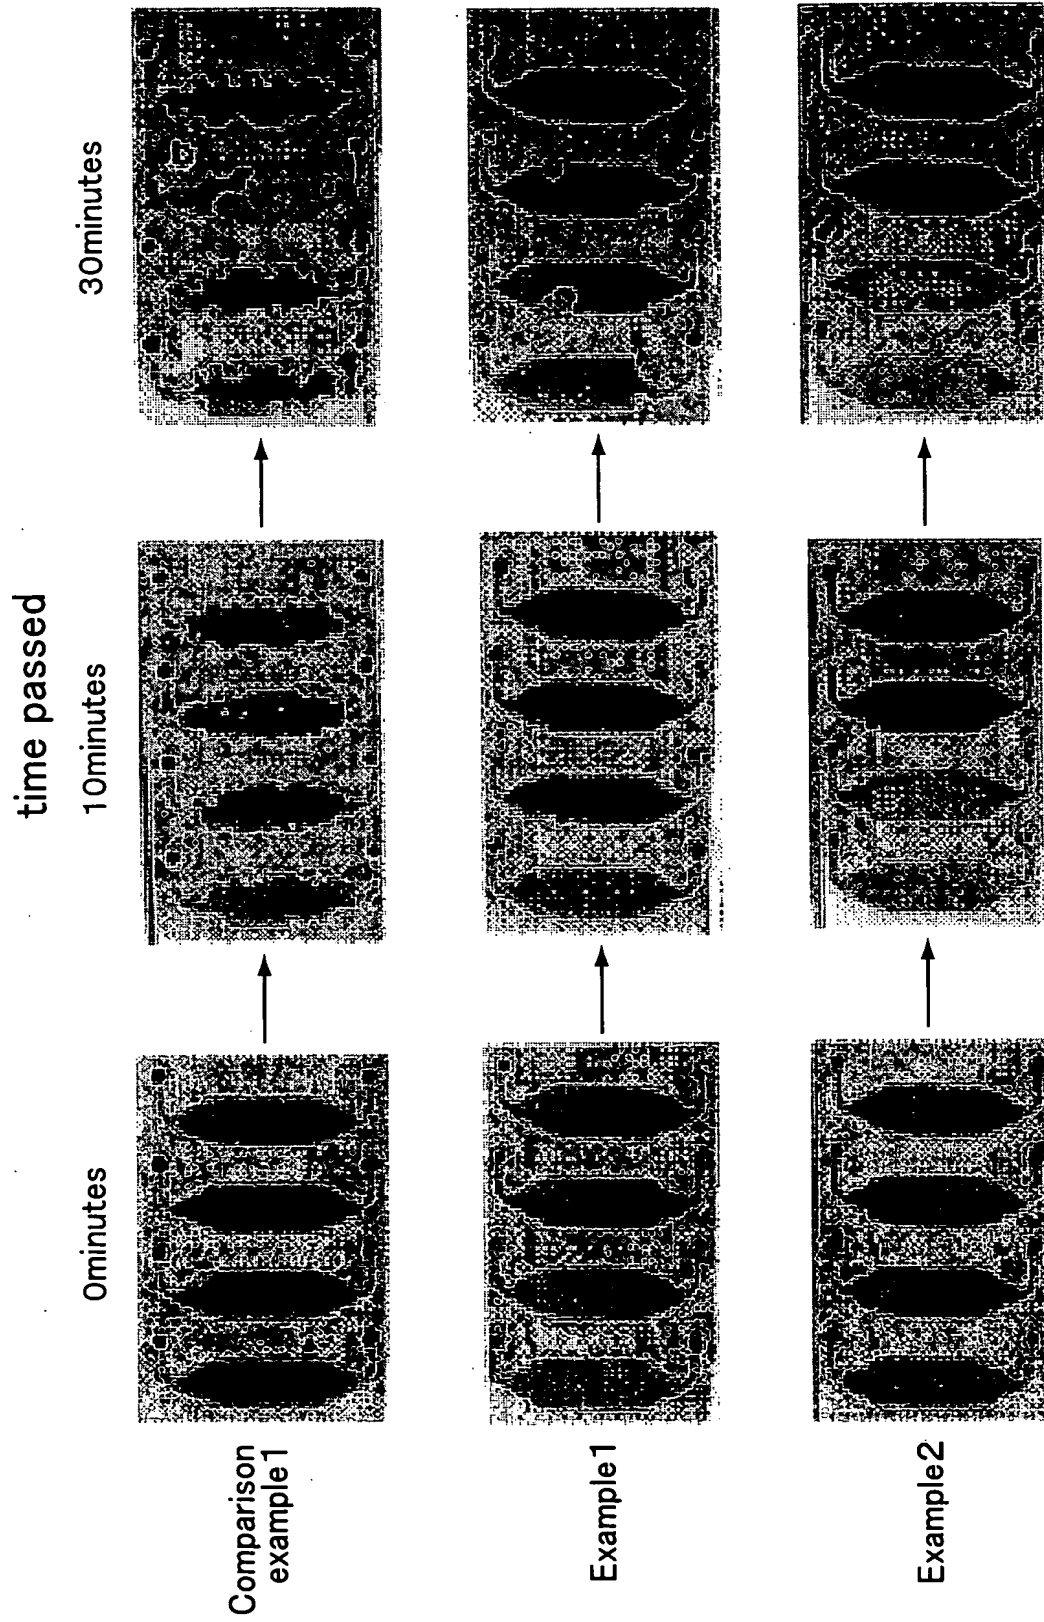 time passed
0minutes
10minutes
30minutes
Comparison
example1
Example1
Example2